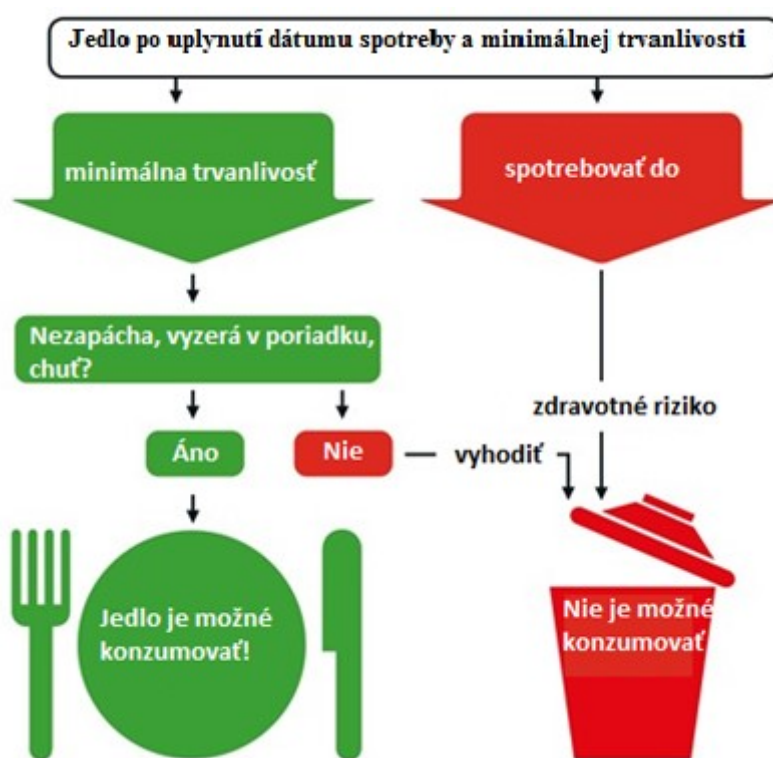 Jedlo po uplynutí dátumu spotreby a minimálnej trvanlivosti
minimálna trvanlivosť
spotrebovať do
Nezapácha, vyzerá v poriadku,
chuť?
zdravotné riziko
Áno
Nie
vyhodiť
Jedlo je možné
konzumovať!
Nie je možné
konzumovať